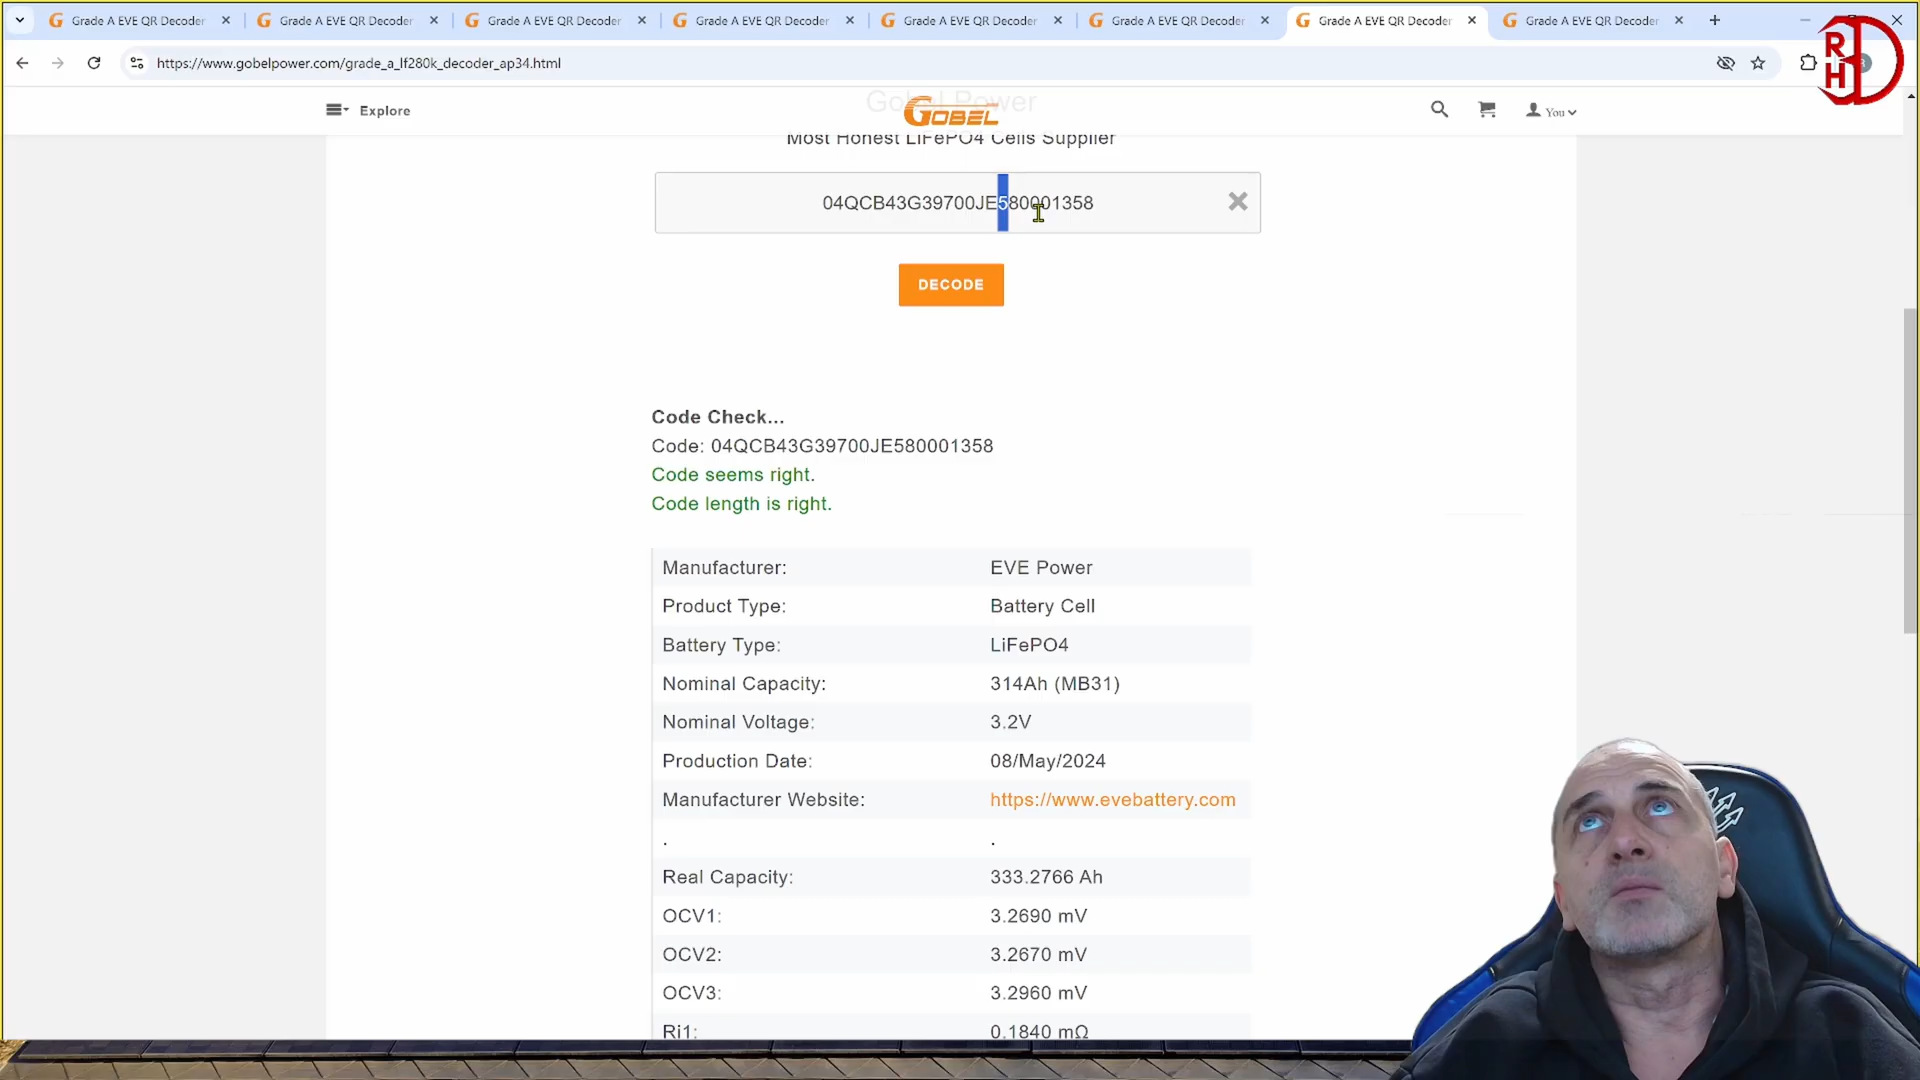 Grade A EVE QR Decoder
Grade A EVE QR Decoder
Grade A EVE QR Decoder
Grade A EVE QR Decoder
Grade A EVE QR Decoder
Grade A EVE QR Decoder
Grade A EVE QR Decoder
Grade A EVE QR Decoder
https://www.gobelpower.com/grade_a_lf280k_decoder_ap34.html
RHD
Explore
Gobel Power
GOBEL
You
Most Honest LiFePO4 Cells Supplier
04QCB43G39700JE580001358
DECODE
Code Check...
Code: 04QCB43G39700JE580001358
Code seems right.
Code length is right.
Manufacturer: EVE Power
Product Type: Battery Cell
Battery Type: LiFePO4
Nominal Capacity: 314Ah (MB31)
Nominal Voltage: 3.2V
Production Date: 08/May/2024
Manufacturer Website: https://www.evebattery.com
. .
Real Capacity: 333.2766 Ah
OCV1: 3.2690 mV
OCV2: 3.2670 mV
OCV3: 3.2960 mV
Ri1: 0.1840 mΩ